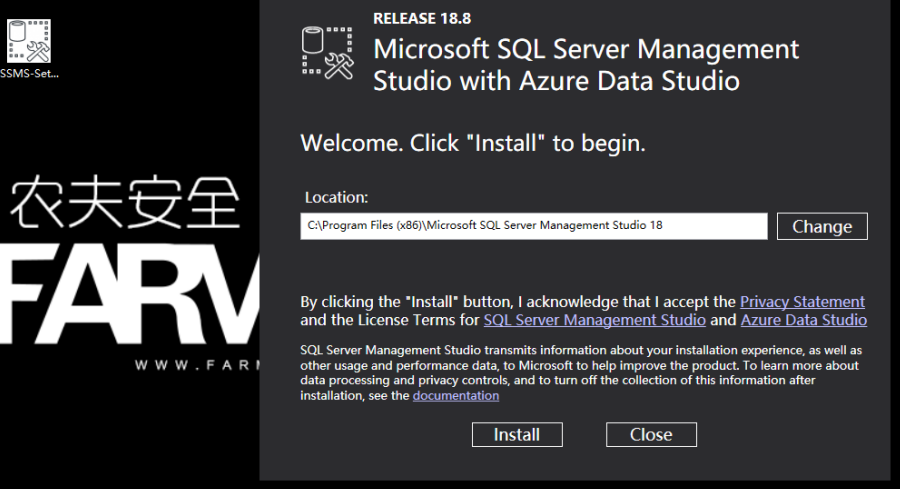 SSMS-Set...
农夫安全
WWW.FAR
RELEASE 18.8
Microsoft SQL Server Management
Studio with Azure Data Studio
Welcome. Click "Install" to begin.
Location:
C:\Program Files (x86)\Microsoft SQL Server Management Studio 18
Change
By clicking the "Install" button, I acknowledge that I accept the Privacy Statement
and the License Terms for SQL Server Management Studio and Azure Data Studio
SQL Server Management Studio transmits information about your installation experience, as well as
other usage and performance data, to Microsoft to help improve the product. To learn more about
data processing and privacy controls, and to turn off the collection of this information after
installation, see the documentation
Install
Close